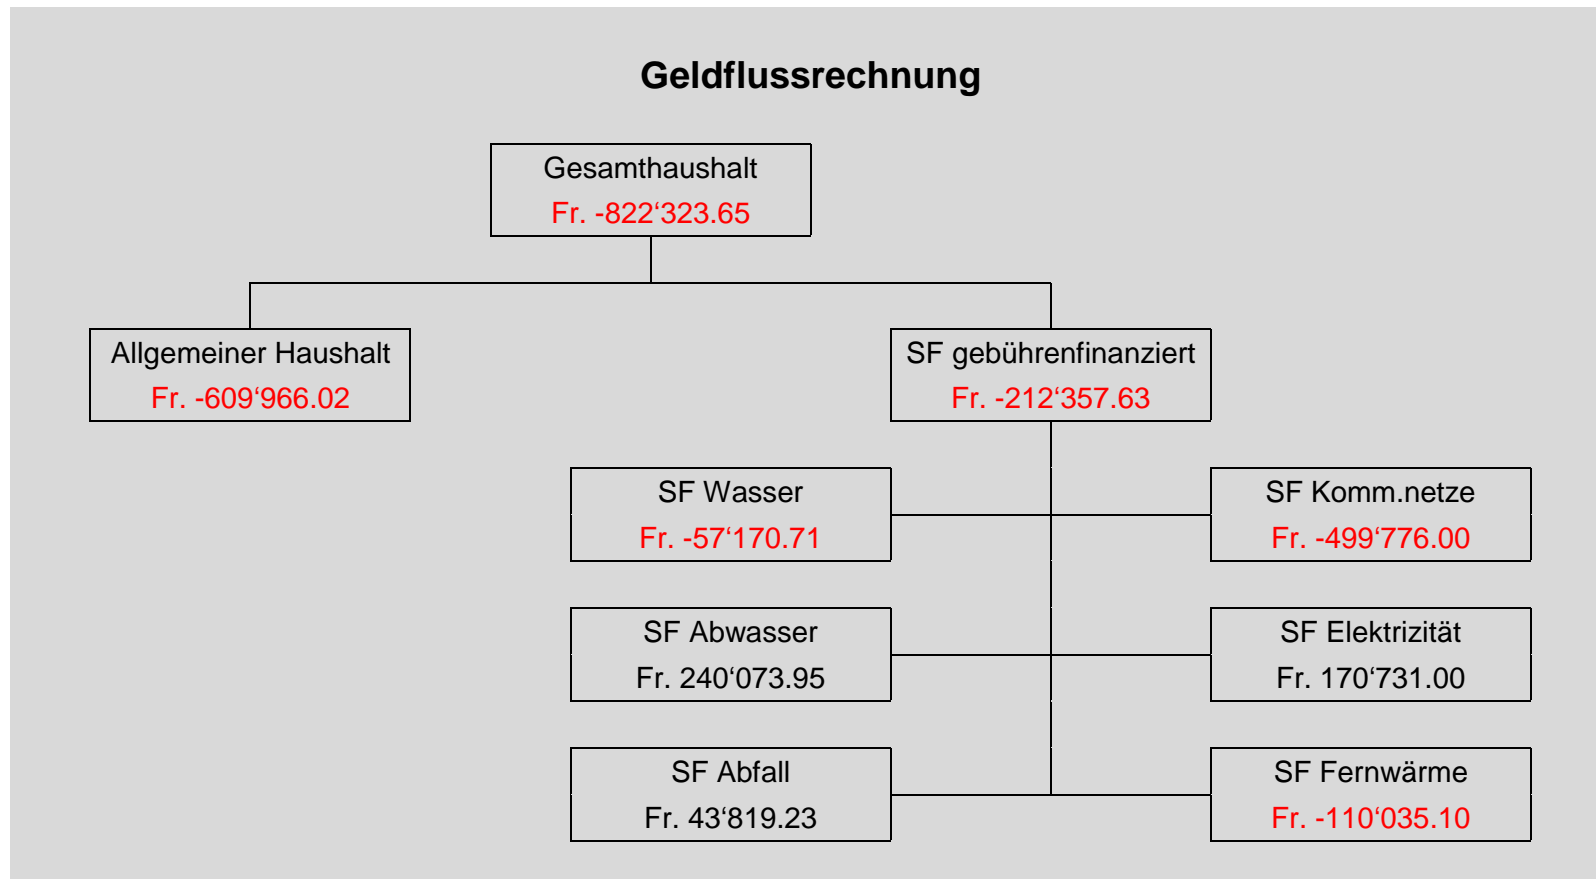 Geldflussrechnung
Gesamthaushalt
Fr. -822‘323.65
Allgemeiner Haushalt
Fr. -609‘966.02
SF gebührenfinanziert
Fr. -212‘357.63
SF Wasser
Fr. -57‘170.71
SF Komm.netze
Fr. -499‘776.00
SF Abwasser
Fr. 240‘073.95
SF Elektrizität
Fr. 170‘731.00
SF Abfall
Fr. 43‘819.23
SF Fernwärme
Fr. -110‘035.10